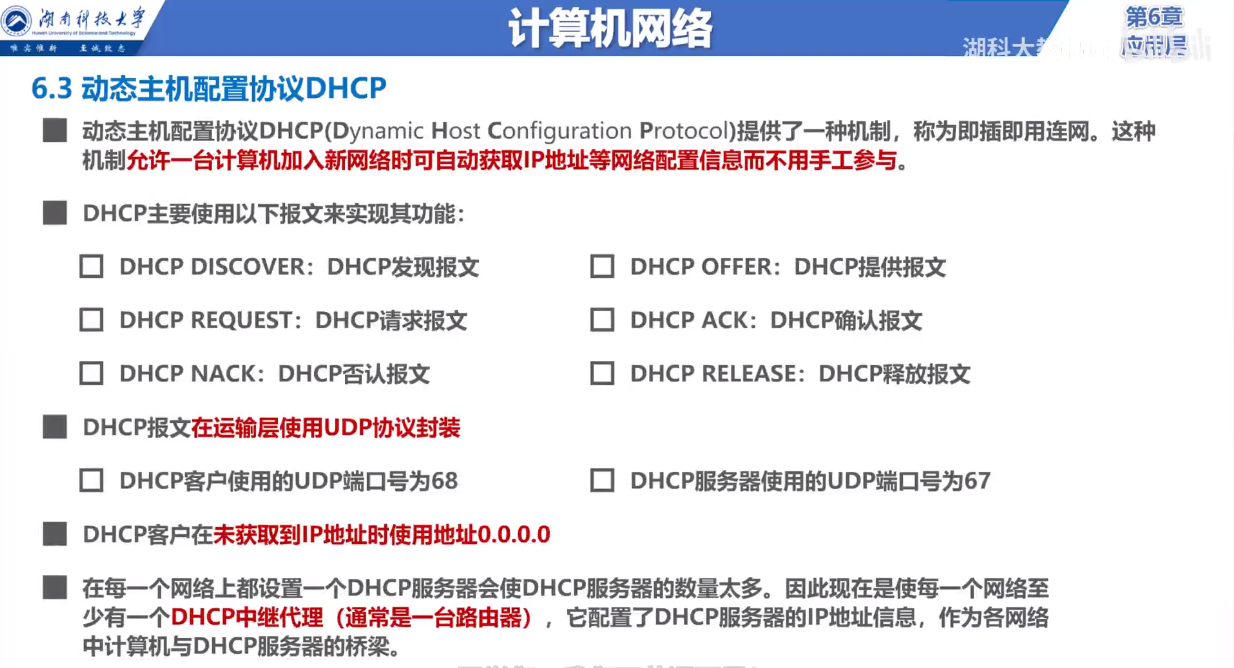 湖南科技大学
Hunan University of Science and Technology
唯实惟新 至诚致志
计算机网络
第6章
应用层
湖科大教
bilibili
6.3 动态主机配置协议DHCP
动态主机配置协议DHCP(Dynamic Host Configuration Protocol)提供了一种机制，称为即插即用连网。这种
机制允许一台计算机加入新网络时可自动获取IP地址等网络配置信息而不用手工参与。
DHCP主要使用以下报文来实现其功能：
DHCP DISCOVER：DHCP发现报文
DHCP OFFER：DHCP提供报文
DHCP REQUEST：DHCP请求报文
DHCP ACK：DHCP确认报文
DHCP NACK：DHCP否认报文
DHCP RELEASE：DHCP释放报文
DHCP报文在运输层使用UDP协议封装
DHCP客户使用的UDP端口号为68
DHCP服务器使用的UDP端口号为67
DHCP客户在未获取到IP地址时使用地址0.0.0.0
在每一个网络上都设置一个DHCP服务器会使DHCP服务器的数量太多。因此现在是使每一个网络至
少有一个DHCP中继代理（通常是一台路由器），它配置了DHCP服务器的IP地址信息，作为各网络
中计算机与DHCP服务器的桥梁。